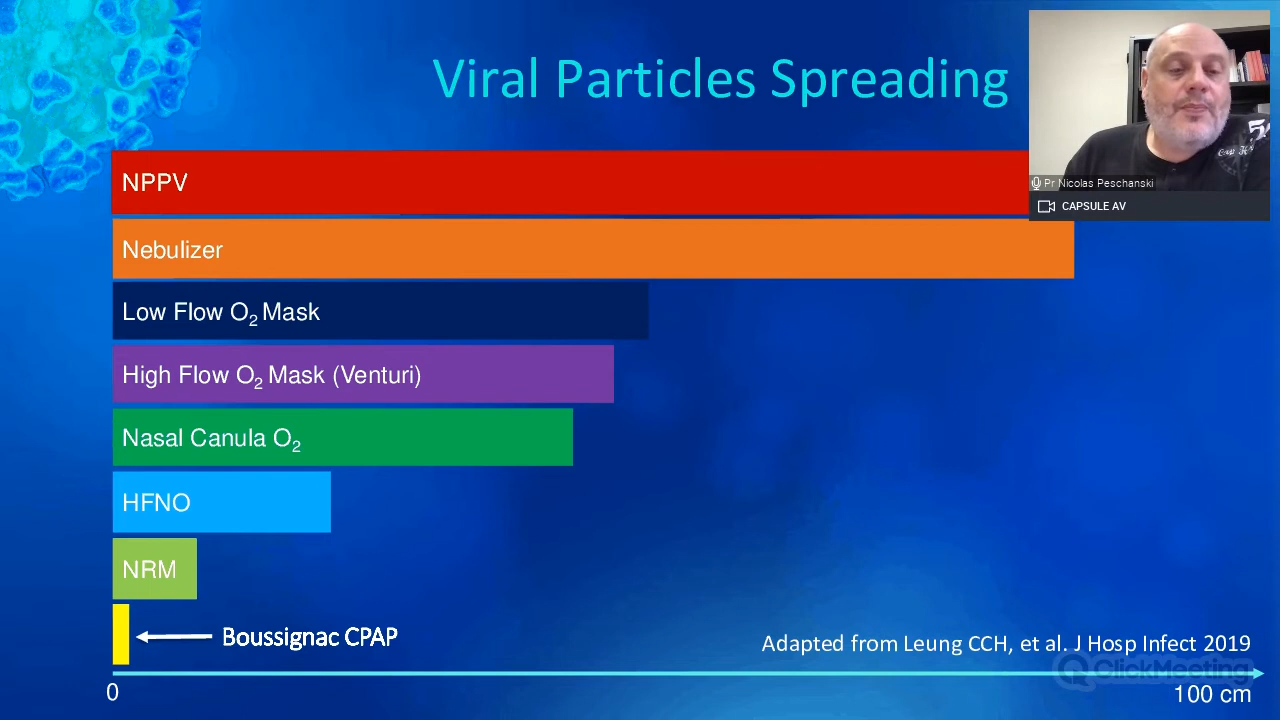 Viral Particles Spreading
NPPV
Pr Nicolas Peschanski
CAPSULE AV
Nebulizer
Low Flow O₂ Mask
High Flow O₂ Mask (Venturi)
Nasal Canula O₂
HFNO
NRM
Boussignac CPAP
Adapted from Leung CCH, et al. J Hosp Infect 2019
ClickMeeting
0
100 cm